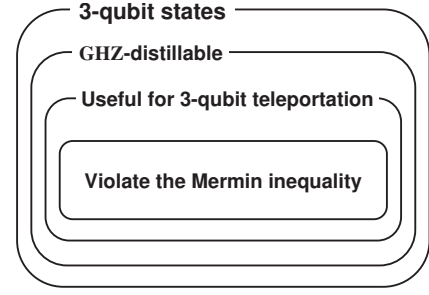 3-qubit states
GHZ-distillable
Useful for 3-qubit teleportation
Violate the Mermin inequality